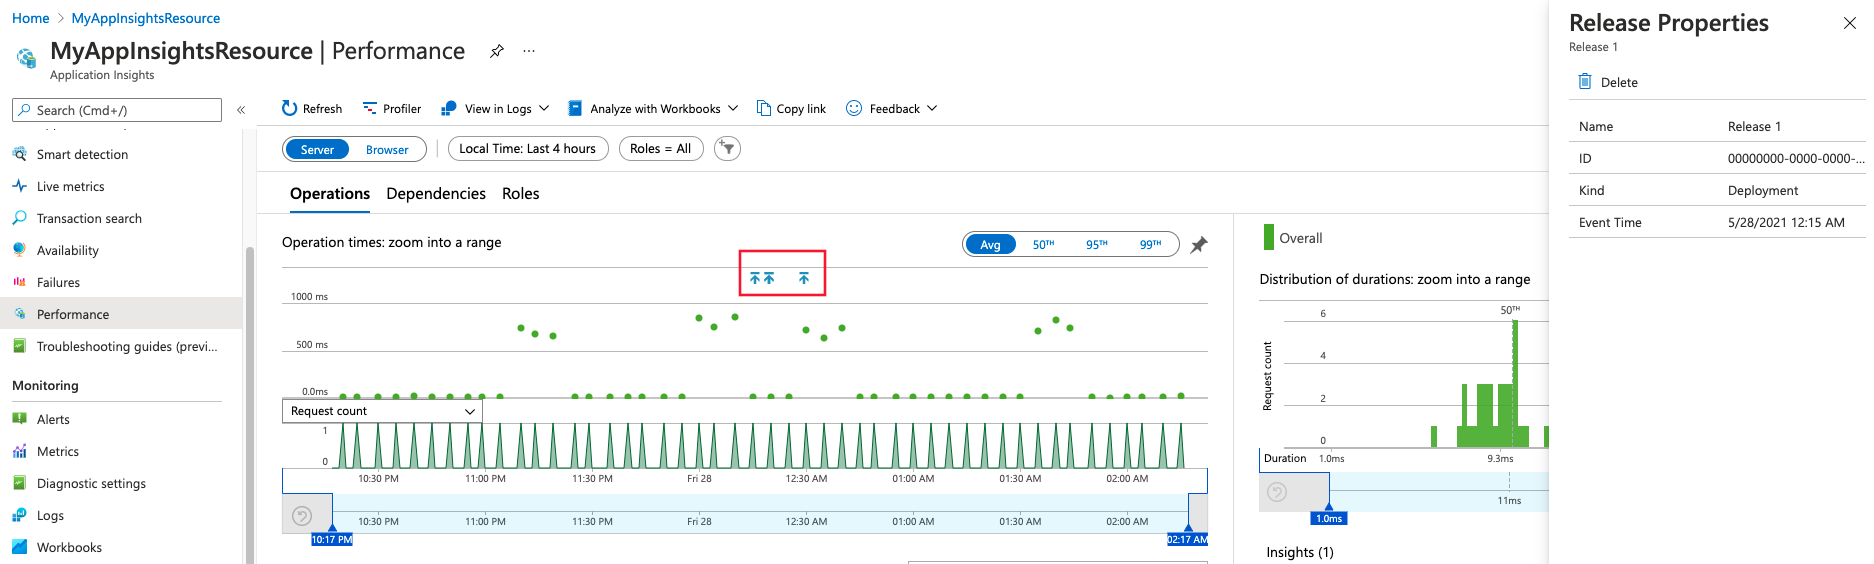 Home > MyAppInsightsResource
MyAppInsightsResource | Performance
Application Insights
Search (Cmd+/)
Smart detection
Live metrics
Transaction search
Availability
Failures
Performance
Troubleshooting guides (previ...
Monitoring
Alerts
Metrics
Diagnostic settings
Logs
Workbooks
Refresh
Profiler
View in Logs
Analyze with Workbooks
Copy link
Feedback
Server
Browser
Local Time: Last 4 hours
Roles = All
Operations
Dependencies
Roles
Operation times: zoom into a range
Avg
50TH
95TH
99TH
1000 ms
500 ms
0.0ms
Request count
1
0
10:30 PM
11:00 PM
11:30 PM
Fri 28
12:30 AM
01:00 AM
01:30 AM
02:00 AM
10:30 PM
11:00 PM
11:30 PM
Fri 28
12:30 AM
01:00 AM
01:30 AM
02:00 AM
10:17 PM
02:17 AM
Overall
Distribution of durations: zoom into a range
50TH
Request count
6
4
2
0
Duration
1.0ms
9.3ms
11ms
1.0ms
Insights (1)
Release Properties
Release 1
Delete
Name Release 1
ID 00000000-0000-0000-...
Kind Deployment
Event Time 5/28/2021 12:15 AM